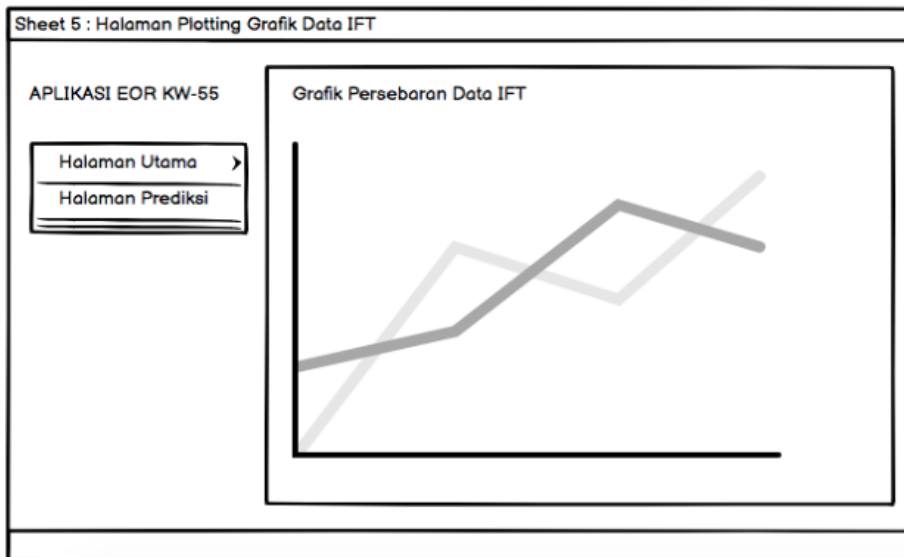 Sheet 5 : Halaman Plotting Grafik Data IFT
APLIKASI EOR KW-55
Halaman Utama
Halaman Prediksi
Grafik Persebaran Data IFT